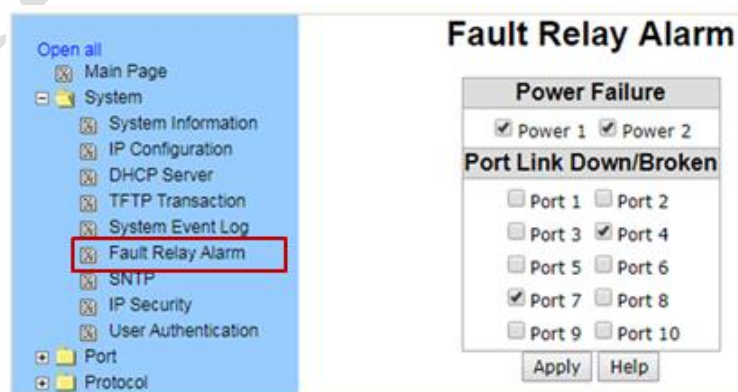 Open all
Main Page
System
System Information
IP Configuration
DHCP Server
TFTP Transaction
System Event Log
Fault Relay Alarm
SNTP
IP Security
User Authentication
Port
Protocol
Fault Relay Alarm
Power Failure
Power 1 Power 2
Port Link Down/Broken
Port 1 Port 2
Port 3 Port 4
Port 5 Port 6
Port 7 Port 8
Port 9 Port 10
Apply Help